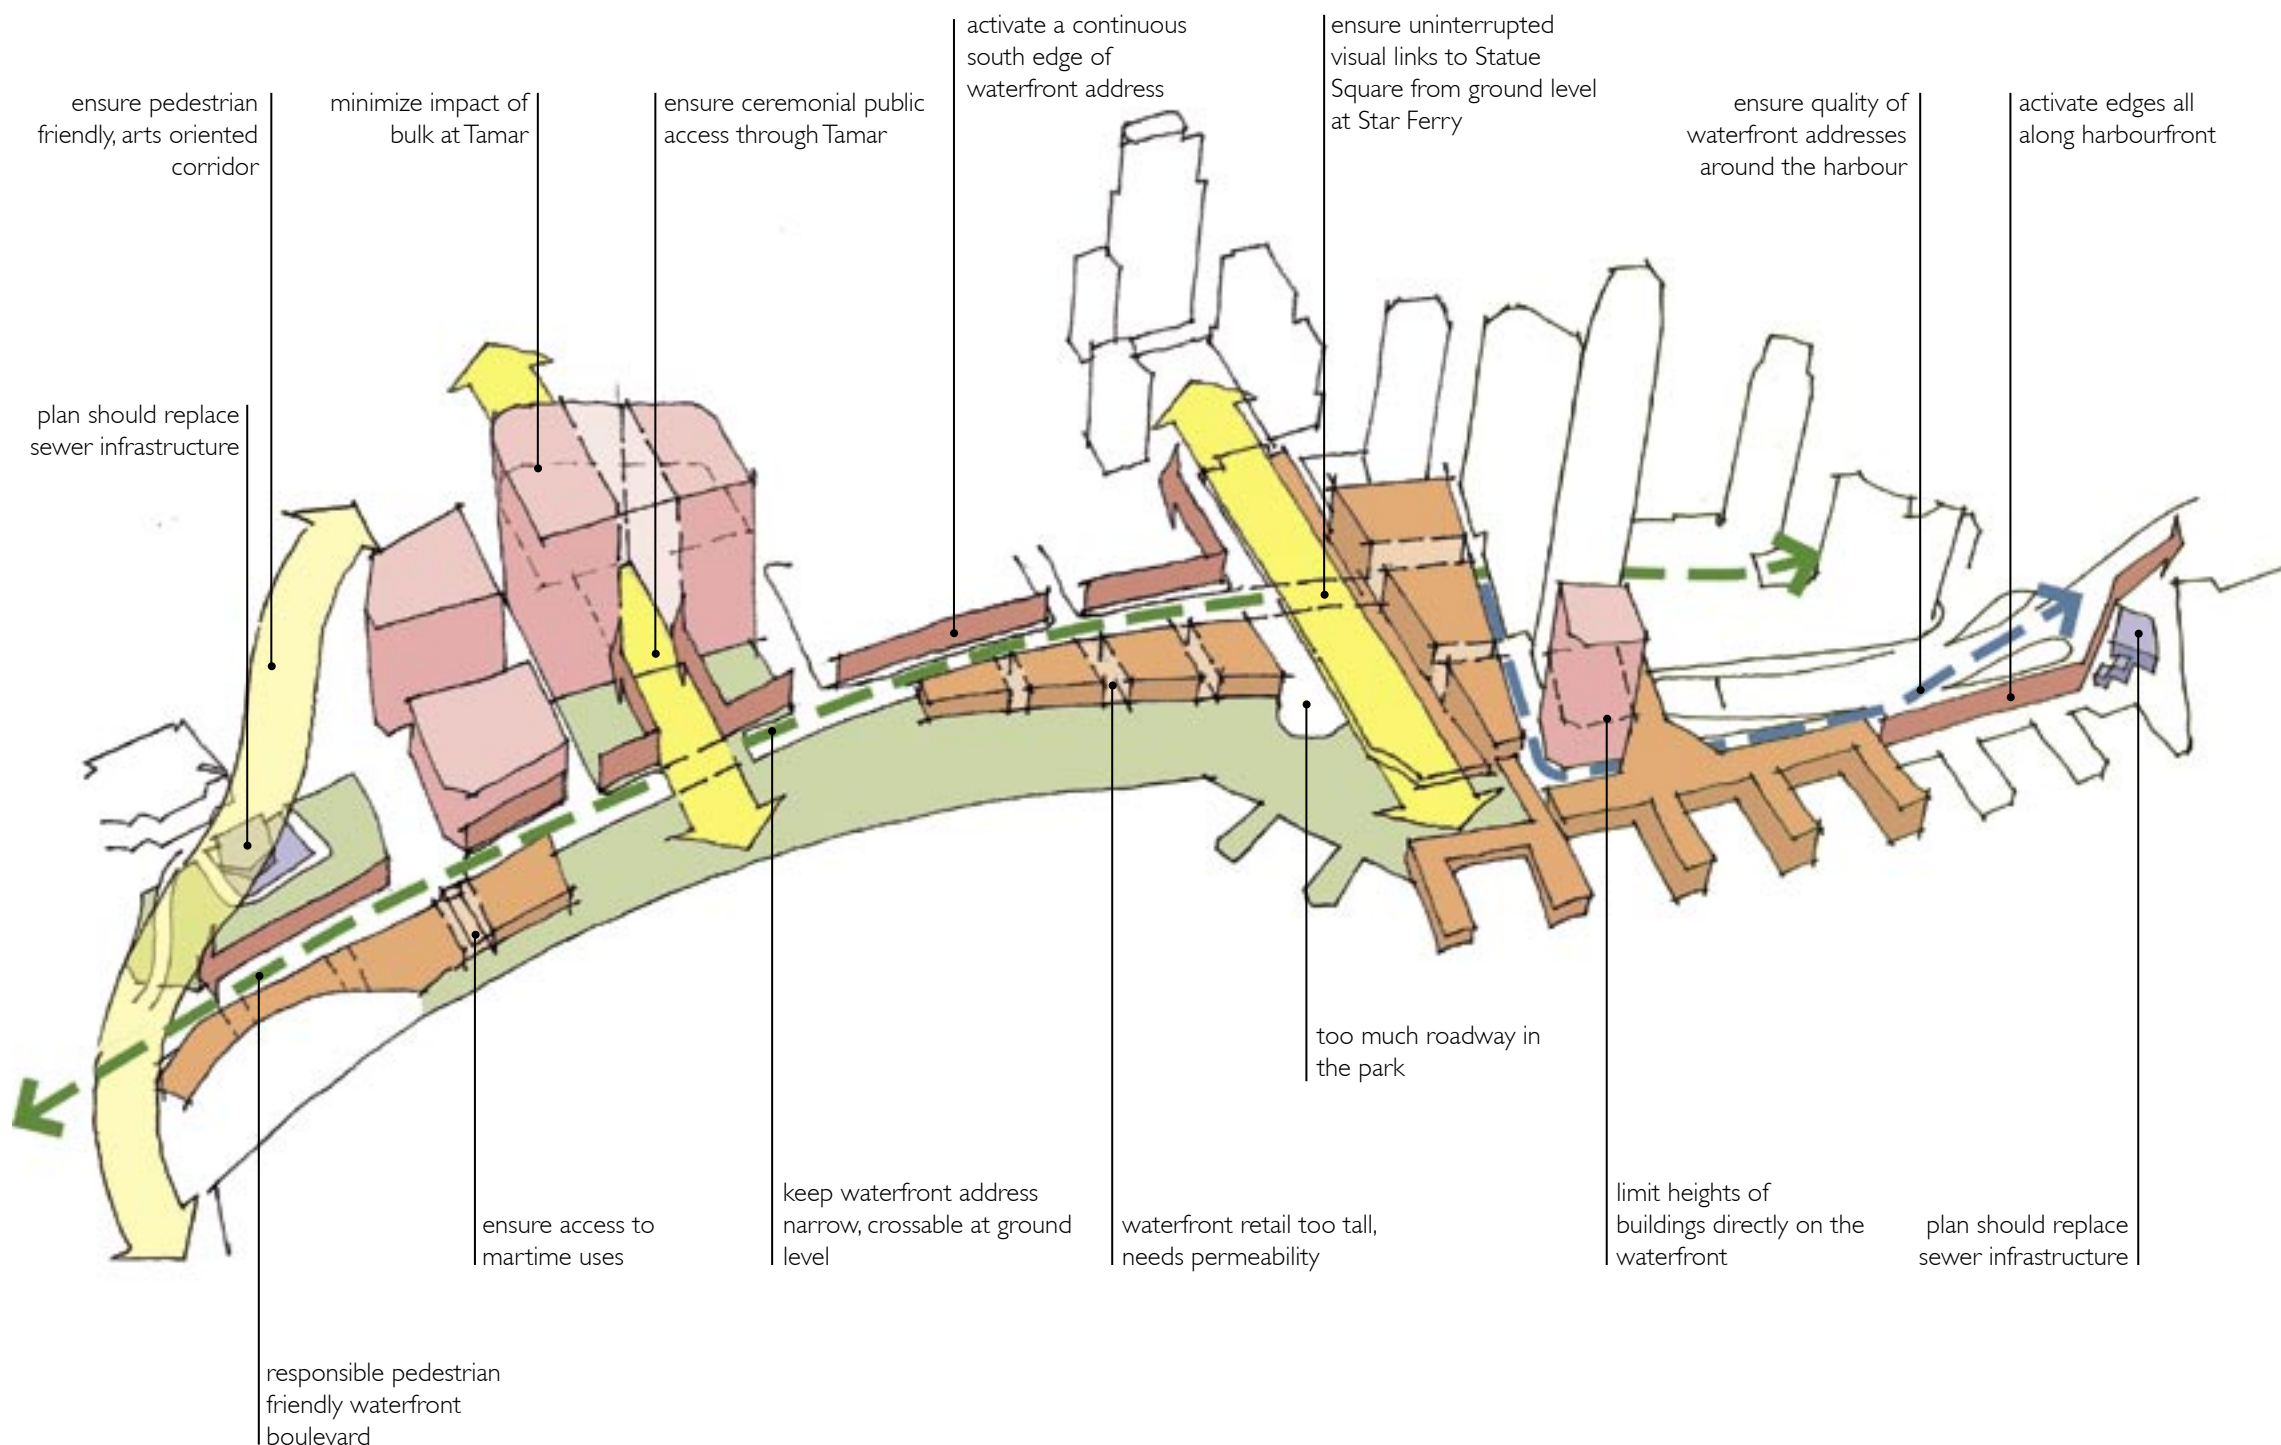 activate a continuous
south edge of
waterfront address
ensure uninterrupted
visual links to Statue
Square from ground level
at Star Ferry
ensure pedestrian
friendly, arts oriented
corridor
minimize impact of
bulk at Tamar
ensure ceremonial public
access through Tamar
ensure quality of
waterfront addresses
around the harbour
activate edges all
along harbourfront
plan should replace
sewer infrastructure
too much roadway in
the park
ensure access to
martime uses
keep waterfront address
narrow, crossable at ground
level
waterfront retail too tall,
needs permeability
limit heights of
buildings directly on the
waterfront
plan should replace
sewer infrastructure
responsible pedestrian
friendly waterfront
boulevard